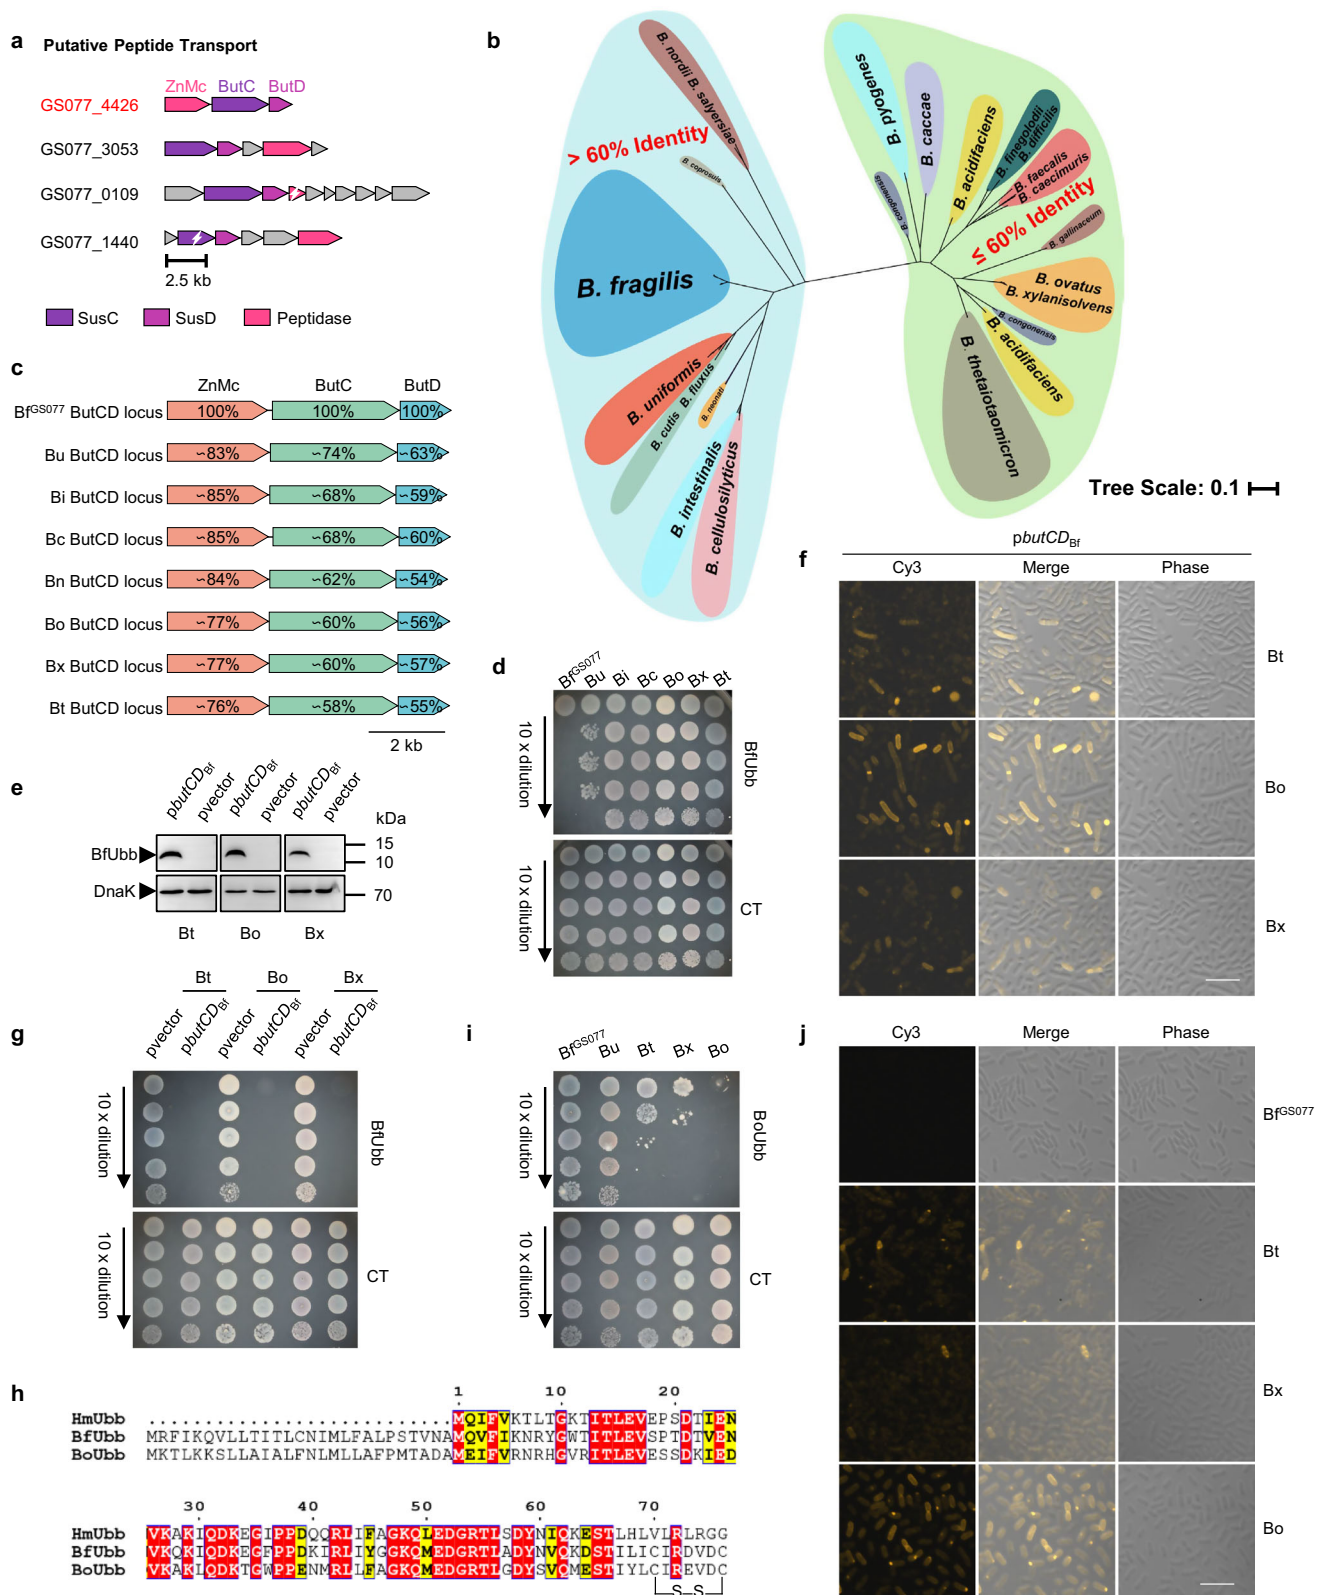 a Putative Peptide Transport
ZnMc ButC ButD
GS077_4426
GS077_3053
GS077_0109
GS077_1440
2.5 kb
SusC SusD Peptidase
b
B. nordii B. salyersiae
> 60% Identity
B. coprosuis
B. fragilis
B. uniformis
B. cutis B. fluxus
B. neonati
B. intestinalis
B. cellulosilyticus
B. pyogenes
B. caccae
B. congonensis
B. acidifaciens
B. finegoldii
B. difficilis
B. faecalis
B. caecimuris
≤ 60% Identity
B. gallinaceum
B. ovatus
B. xylanisolvens
B. congonensis
B. acidifaciens
B. thetaiotaomicron
Tree Scale: 0.1
c
ZnMc ButC ButD
Bf^GS077 ButCD locus 100% 100% 100%
Bu ButCD locus ~83% ~74% ~63%
Bi ButCD locus ~85% ~68% ~59%
Bc ButCD locus ~85% ~68% ~60%
Bn ButCD locus ~84% ~62% ~54%
Bo ButCD locus ~77% ~60% ~56%
Bx ButCD locus ~77% ~60% ~57%
Bt ButCD locus ~76% ~58% ~55%
2 kb
d
Bf^GS077 Bu Bi Bc Bo Bx Bt
10 x dilution
BfUbb
10 x dilution
CT
e
pbutCD_Bf pvector pbutCD_Bf pvector pbutCD_Bf pvector
kDa
BfUbb
15
10
DnaK
70
Bt Bo Bx
f
pbutCD_Bf
Cy3 Merge Phase
Bt
Bo
Bx
g
Bt Bo Bx
pvector pbutCD_Bf pvector pbutCD_Bf pvector pbutCD_Bf
10 x dilution
BfUbb
10 x dilution
CT
i
Bf^GS077 Bu Bt Bx Bo
10 x dilution
BoUbb
10 x dilution
CT
j
Cy3 Merge Phase
Bf^GS077
Bt
Bx
Bo
h
1 10 20
HmUbb ...........................MQIFVKTLTGKTITLEVEPSDTIEN
BfUbb MRFIKQVLLTITLCNIMLFALPSTVNAMQVFIKNRYGWTITLEVSPTDTVEN
BoUbb MKTLKKSLLAIALFNLMLLAFPMTADAMEIFVRNRHGVRITLEVESSDKIED
30 40 50 60 70
HmUbb VKAKIQDKEGIPPDQQRLIFAGKQLEDGRTLSDYNIQKESTLHLVLRLRGG
BfUbb VKQKIQDKEGFPPDKIRLIYGGKQMEDGRTLADYNVQKDSTILICIRDVDC
BoUbb VKAKLQDKTGWPPENMRLLFAGKQMEDGRTLGDYSVQMESTIYLCIREVDC
S S